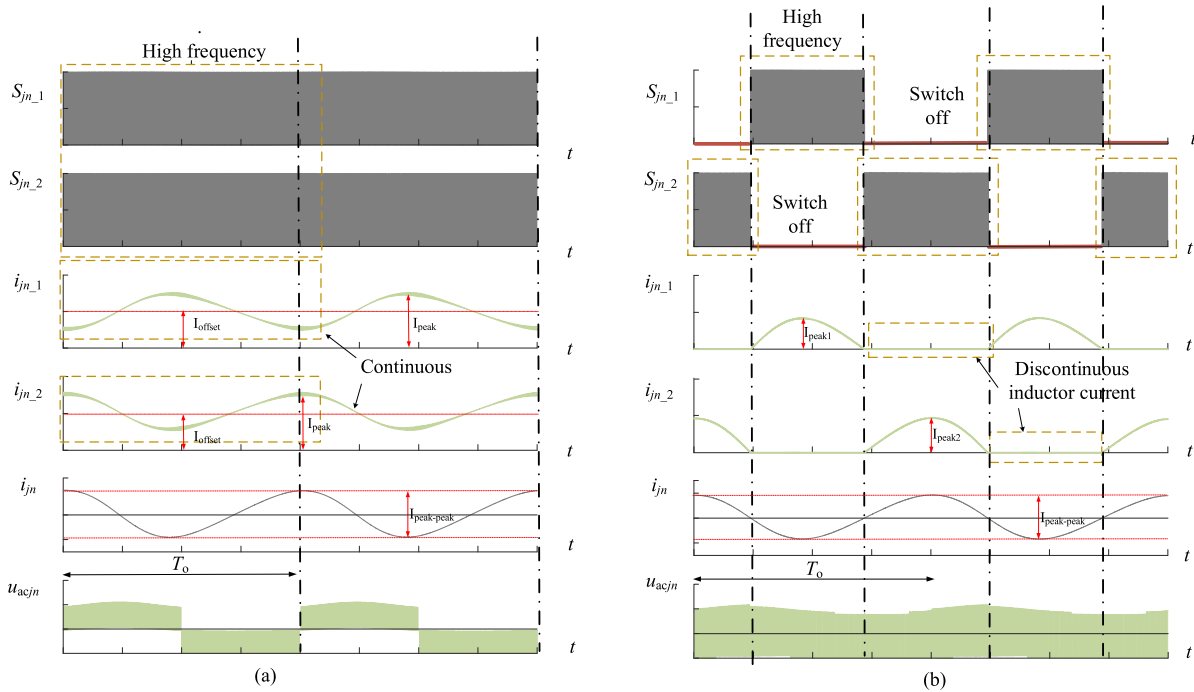 High frequency
S_jn_1
t
S_jn_2
t
i_jn_1
I_offset
I_peak
t
Continuous
i_jn_2
I_offset
I_peak
t
i_jn
I_peak-peak
t
T_o
u_acjn
t
(a)
High
frequency
S_jn_1
Switch
off
t
S_jn_2
Switch
off
t
i_jn_1
I_peak1
t
Discontinuous
inductor current
i_jn_2
I_peak2
t
i_jn
I_peak-peak
t
T_o
u_acjn
t
(b)